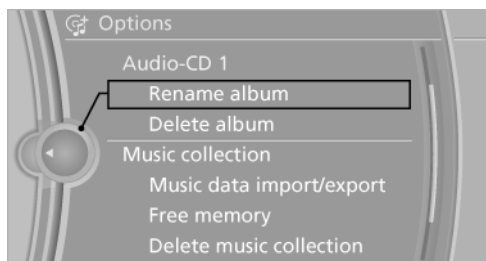 Options
Audio-CD 1
Rename album
Delete album
Music collection
Music data import/export
Free memory
Delete music collection